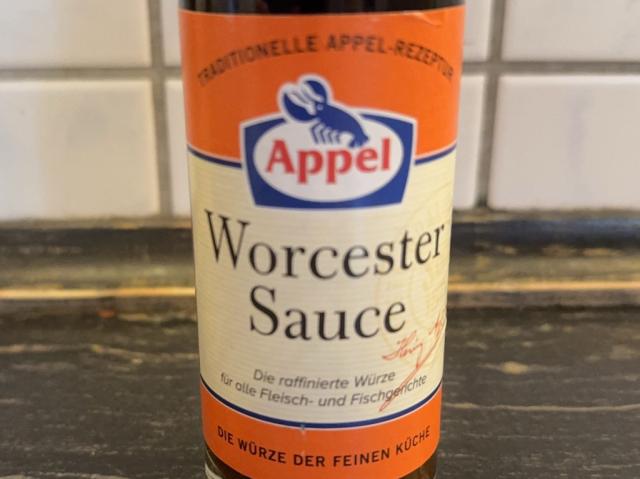 TRADITIONELLE APPEL-REZEPTUR
Appel
Worcester
Sauce
Die raffinierte Würze
für alle Fleisch- und Fischgerichte
DIE WÜRZE DER FEINEN KÜCHE